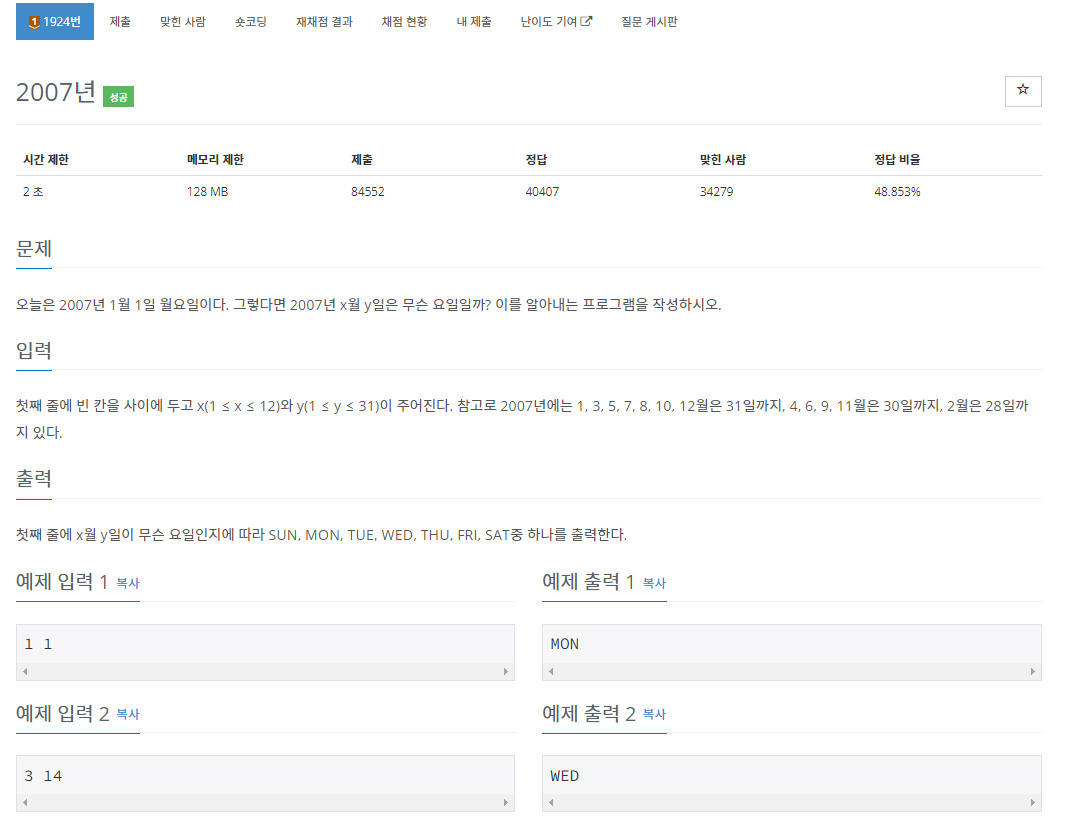 1 1924번 제출 맞힌 사람 숏코딩 재채점 결과 채점 현황 내 제출 난이도 기여 질문 게시판
2007년 성공
시간 제한 메모리 제한 제출 정답 맞힌 사람 정답 비율
2 초 128 MB 84552 40407 34279 48.853%
문제
오늘은 2007년 1월 1일 월요일이다. 그렇다면 2007년 x월 y일은 무슨 요일일까? 이를 알아내는 프로그램을 작성하시오.
입력
첫째 줄에 빈 칸을 사이에 두고 x(1 ≤ x ≤ 12)와 y(1 ≤ y ≤ 31)이 주어진다. 참고로 2007년에는 1, 3, 5, 7, 8, 10, 12월은 31일까지, 4, 6, 9, 11월은 30일까지, 2월은 28일까
지 있다.
출력
첫째 줄에 x월 y일이 무슨 요일인지에 따라 SUN, MON, TUE, WED, THU, FRI, SAT중 하나를 출력한다.
예제 입력 1 복사 예제 출력 1 복사
1 1 MON
예제 입력 2 복사 예제 출력 2 복사
3 14 WED